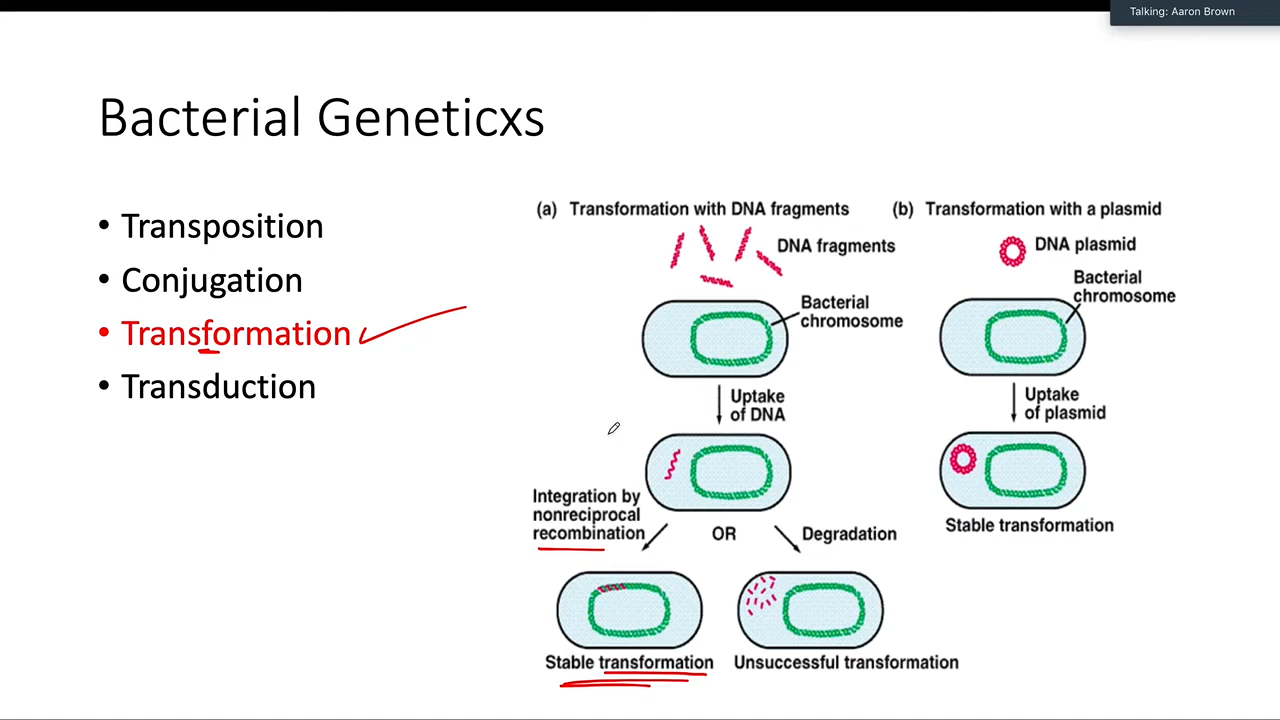 Talking: Aaron Brown
Bacterial Geneticxs
• Transposition
• Conjugation
• Transformation
• Transduction
(a) Transformation with DNA fragments
DNA fragments
Bacterial
chromosome
Uptake
of DNA
Integration by
nonreciprocal
recombination
OR
Degradation
Stable transformation
Unsuccessful transformation
(b) Transformation with a plasmid
DNA plasmid
Bacterial
chromosome
Uptake
of plasmid
Stable transformation